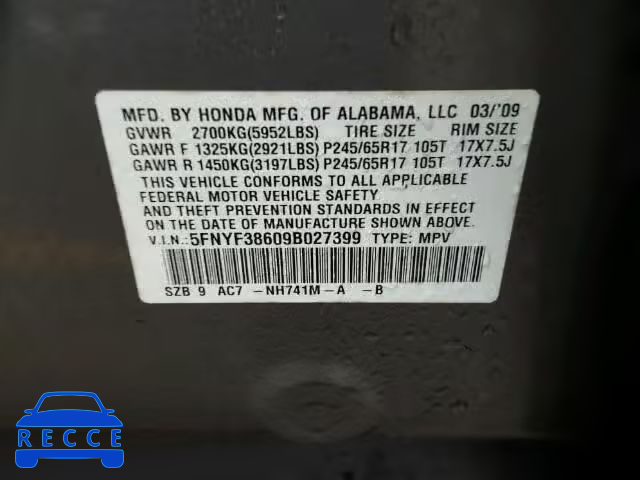 MFD. BY HONDA MFG. OF ALABAMA, LLC 03/'09
GVWR 2700KG(5952LBS) TIRE SIZE RIM SIZE
GAWR F 1325KG(2921LBS) P245/65R17 105T 17X7.5J
GAWR R 1450KG(3197LBS) P245/65R17 105T 17X7.5J
THIS VEHICLE CONFORMS TO ALL APPLICABLE
FEDERAL MOTOR VEHICLE SAFETY
AND THEFT PREVENTION STANDARDS IN EFFECT
ON THE DATE OF MANUFACTURE SHOWN ABOVE.
V.I.N.:5FNYF38609B027399 TYPE: MPV
SZB 9 AC7 -NH741M-A -B
RECCE